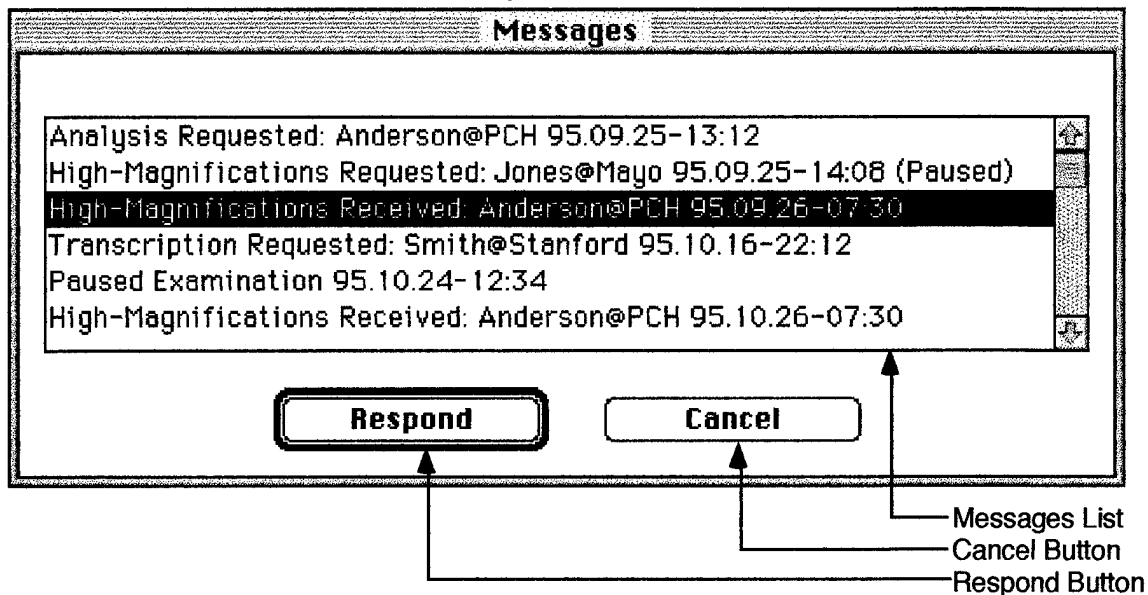 Messages
Analysis Requested: Anderson@PCH 95.09.25-13:12
High-Magnifications Requested: Jones@Mayo 95.09.25-14:08 (Paused)
High-Magnifications Received: Anderson@PCH 95.09.26-07:30
Transcription Requested: Smith@Stanford 95.10.16-22:12
Paused Examination 95.10.24-12:34
High-Magnifications Received: Anderson@PCH 95.10.26-07:30
Respond Cancel
Messages List
Cancel Button
Respond Button